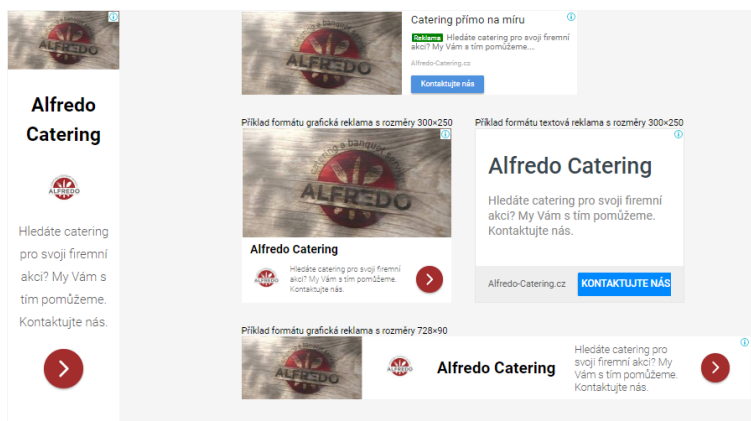 ALFREDO
Alfredo
Catering
ALFREDO
Hledáte catering
pro svoji firemní
akci? My Vám s
tím pomůžeme.
Kontaktujte nás.
ALFREDO
Catering přímo na míru
Reklama Hledáte catering pro svoji firemní
akci? My Vám s tím pomůžeme....
Alfredo-Catering.cz
Kontaktujte nás
Příklad formátu grafická reklama s rozměry 300×250
catering a banquet service
ALFREDO
Alfredo Catering
ALFREDO
Hledáte catering pro svoji firemní
akci? My Vám s tím pomůžeme.
Kontaktujte nás.
Příklad formátu textová reklama s rozměry 300×250
Alfredo Catering
Hledáte catering pro svoji firemní
akci? My Vám s tím pomůžeme.
Kontaktujte nás.
Alfredo-Catering.cz
KONTAKTUJTE NÁS
Příklad formátu grafická reklama s rozměry 728×90
ALFREDO
ALFREDO
Alfredo Catering
Hledáte catering pro
svoji firemní akci? My
Vám s tím pomůžeme.
Kontaktujte nás.